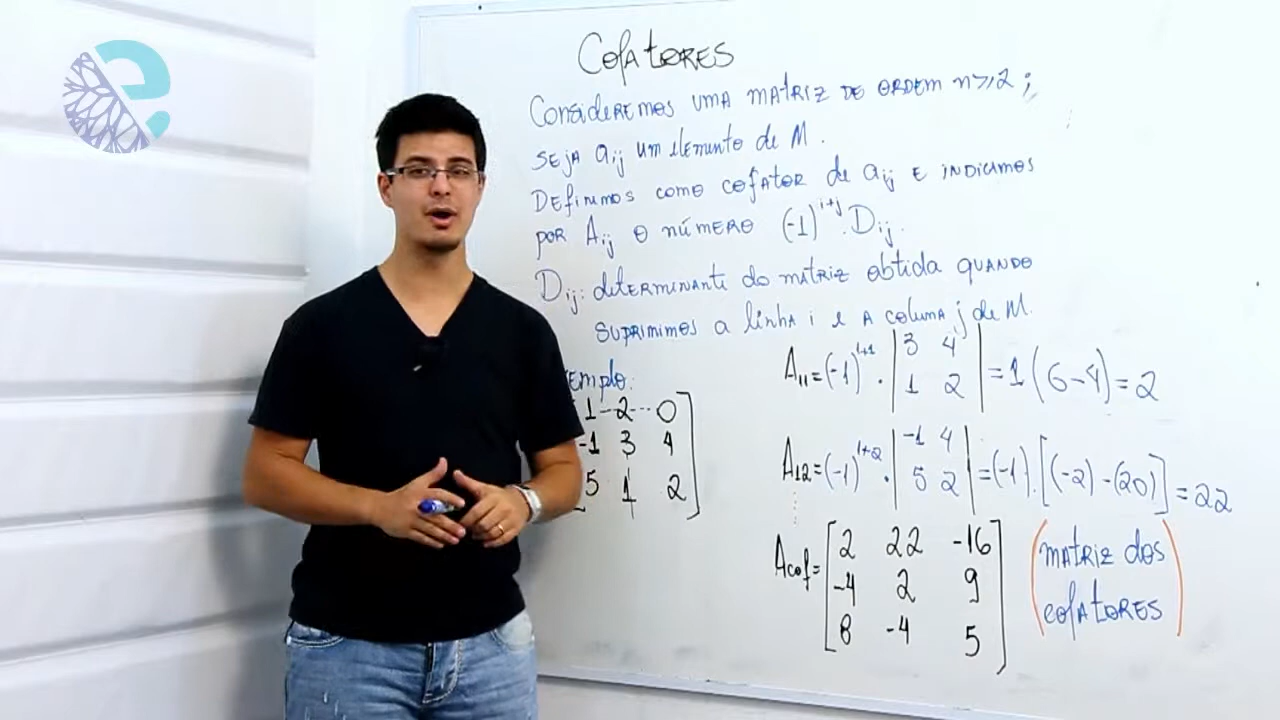 COFATORES
CONSIDEREMOS UMA MATRIZ DE ORDEM n≥2;
SEJA aij UM Elemento de M.
DEFINIMOS COMO COFATOR DE aij E INDICAMOS
POR Aij O NÚMERO (-1)^i+j . Dij.
Dij: determinante da matriz obtida quando
SUPRIMIMOS A linha i e A COLUNA j de M.
EMPLO:
1 2 0
-1 3 4
5 1 2
A11=(-1)^1+1 . |3 4
1 2| = 1 (6-4) = 2
A12=(-1)^1+2 . |-1 4
5 2| = (-1).[(-2)-(20)] = 22
Acof= [2 22 -16
-4 2 9
8 -4 5]
(MATRIZ DOS
COFATORES)